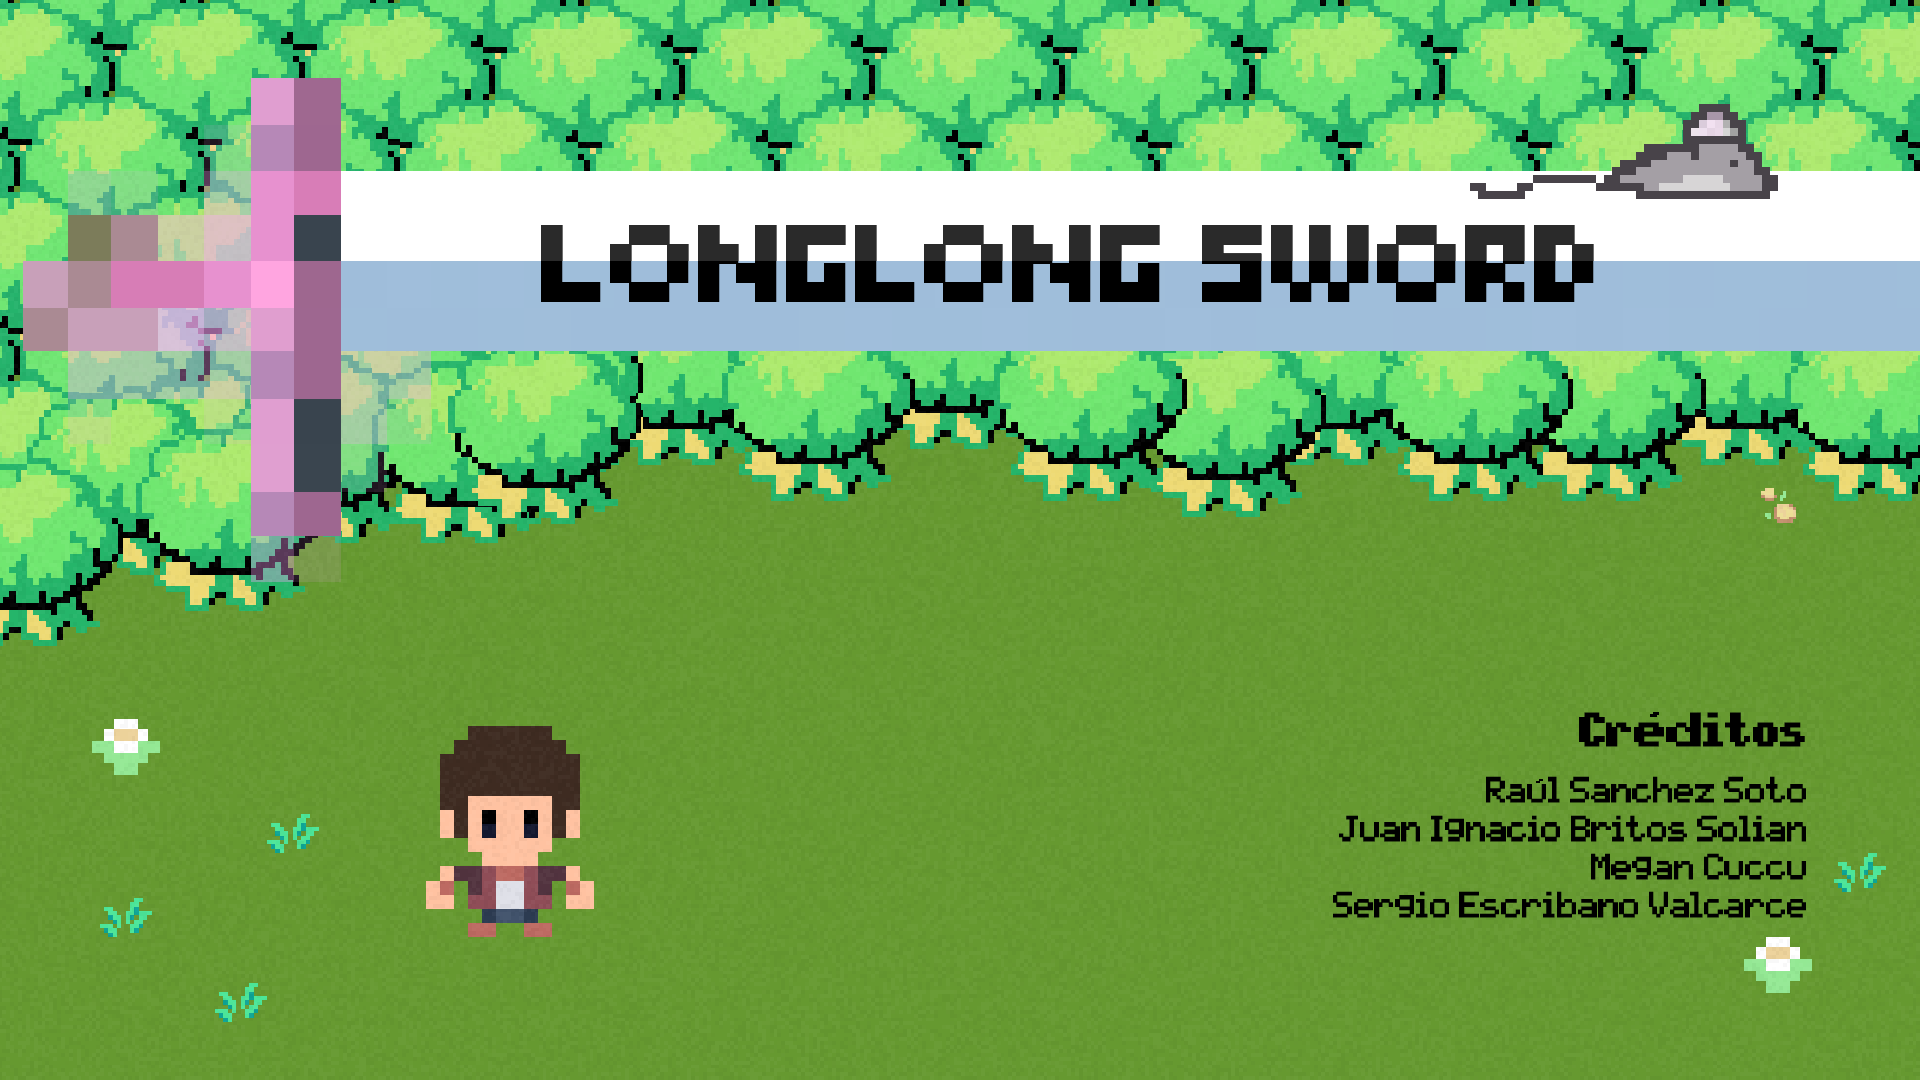 LONGLONG SWORD
Créditos
Raúl Sanchez Soto
Juan Ignacio Britos Solian
Megan Cuccu
Sergio Escribano Valcarce